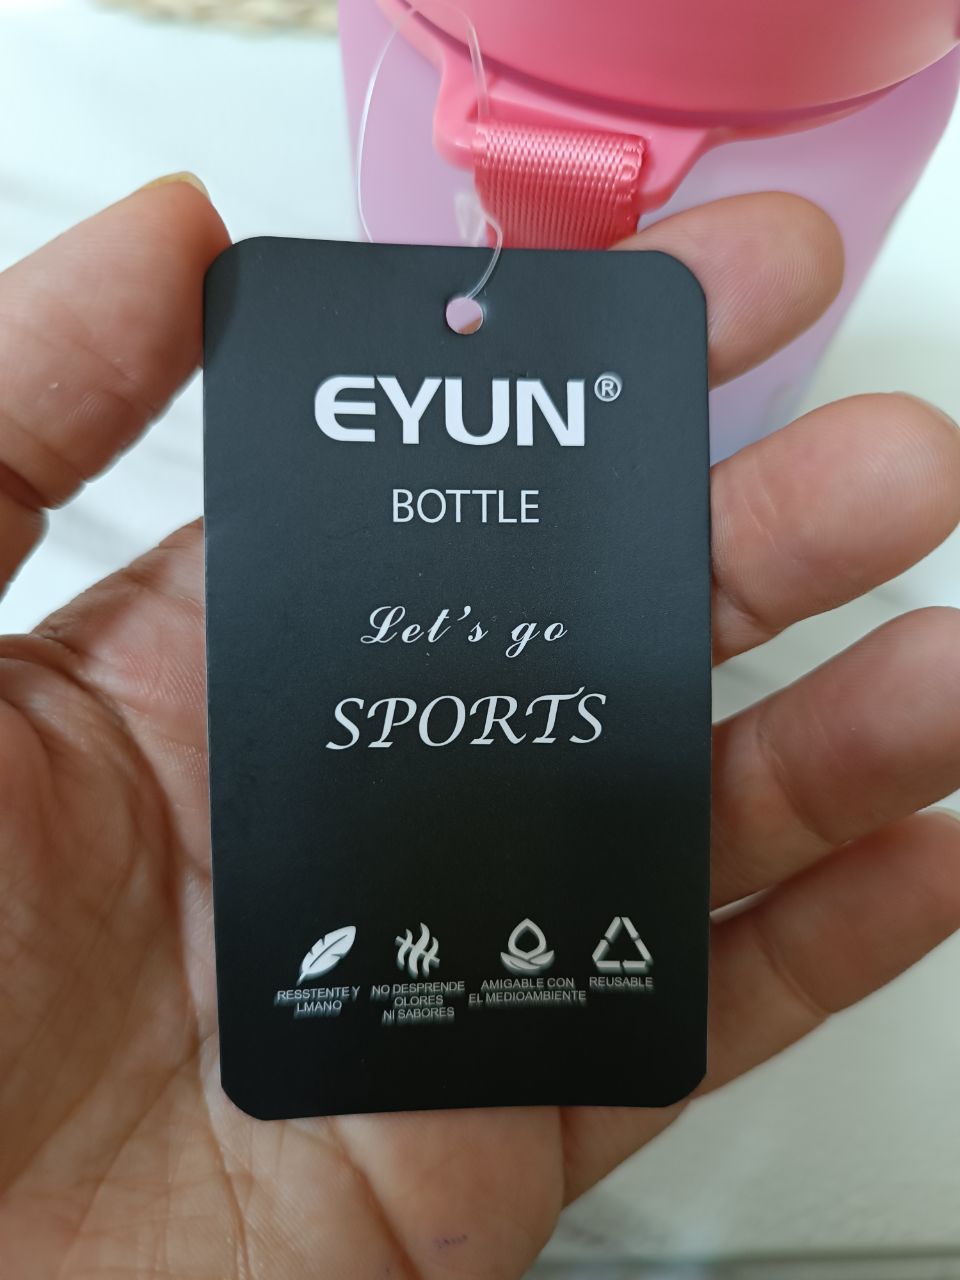 EYUN®
BOTTLE
Let's go
SPORTS
RESSTENTE Y
LMANO
NO DESPRENDE
OLORES
NI SABORES
AMIGABLE CON
EL MEDIOAMBIENTE
REUSABLE